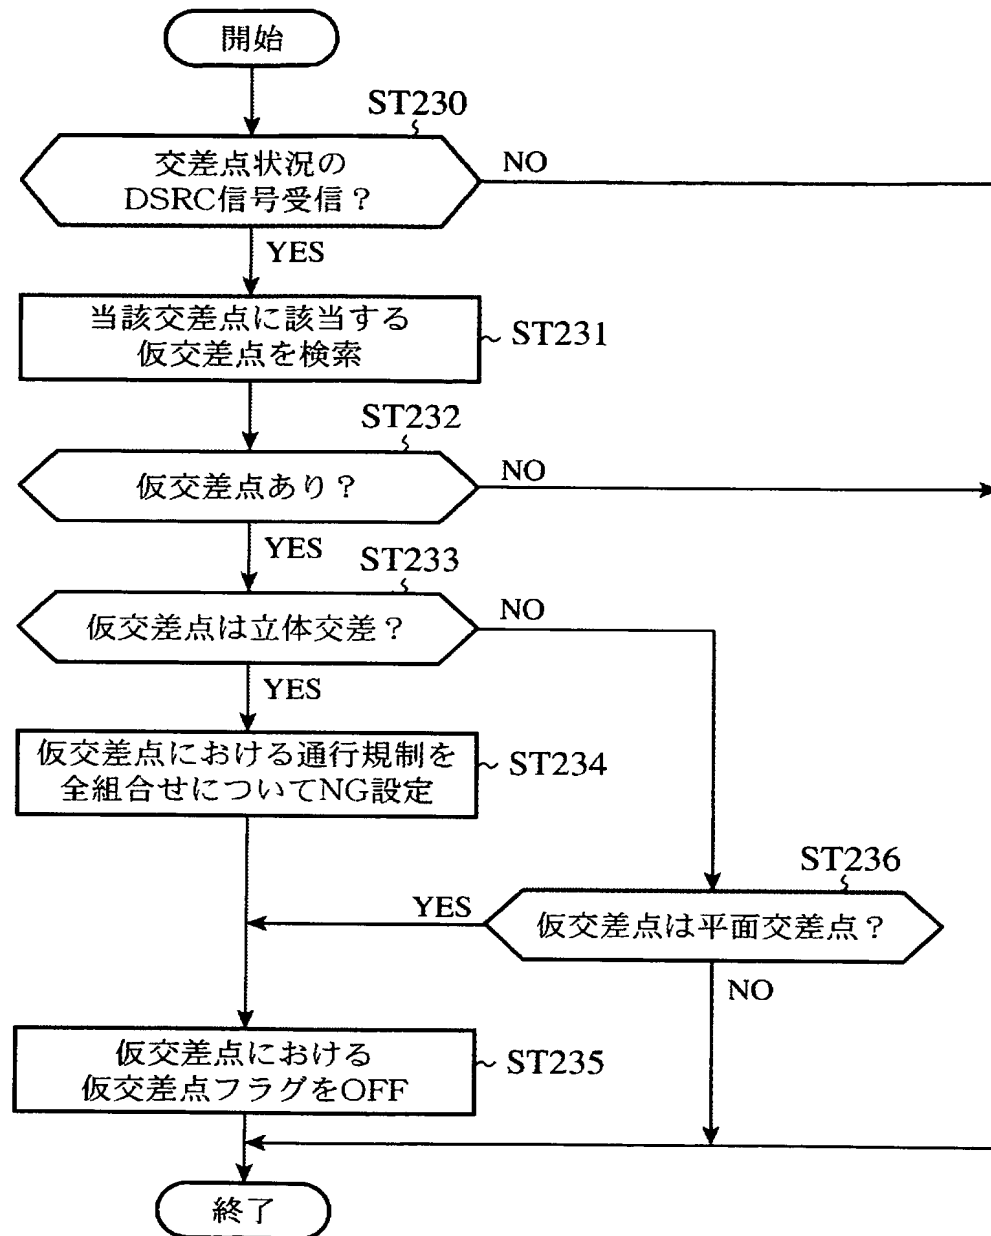 開始
ST230
交差点状況の
DSRC信号受信?
NO
YES
当該交差点に該当する
仮交差点を検索
ST231
ST232
仮交差点あり?
NO
YES
ST233
仮交差点は立体交差?
NO
YES
仮交差点における通行規制を
全組合せについてNG設定
ST234
ST236
仮交差点は平面交差点?
YES
NO
仮交差点における
仮交差点フラグをOFF
ST235
終了